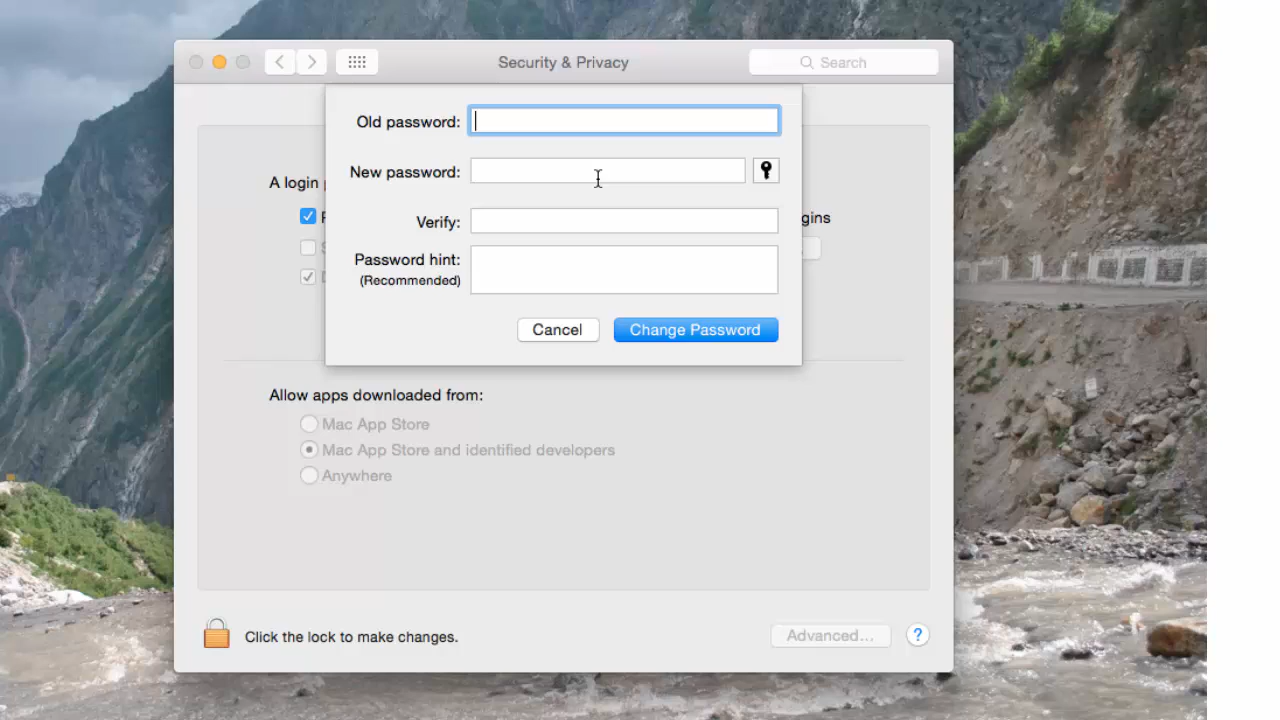 Security & Privacy
Search
Old password:
New password:
A login
gins
Verify:
Password hint:
(Recommended)
Cancel
Change Password
Allow apps downloaded from:
Mac App Store
Mac App Store and identified developers
Anywhere
Click the lock to make changes.
Advanced...
?